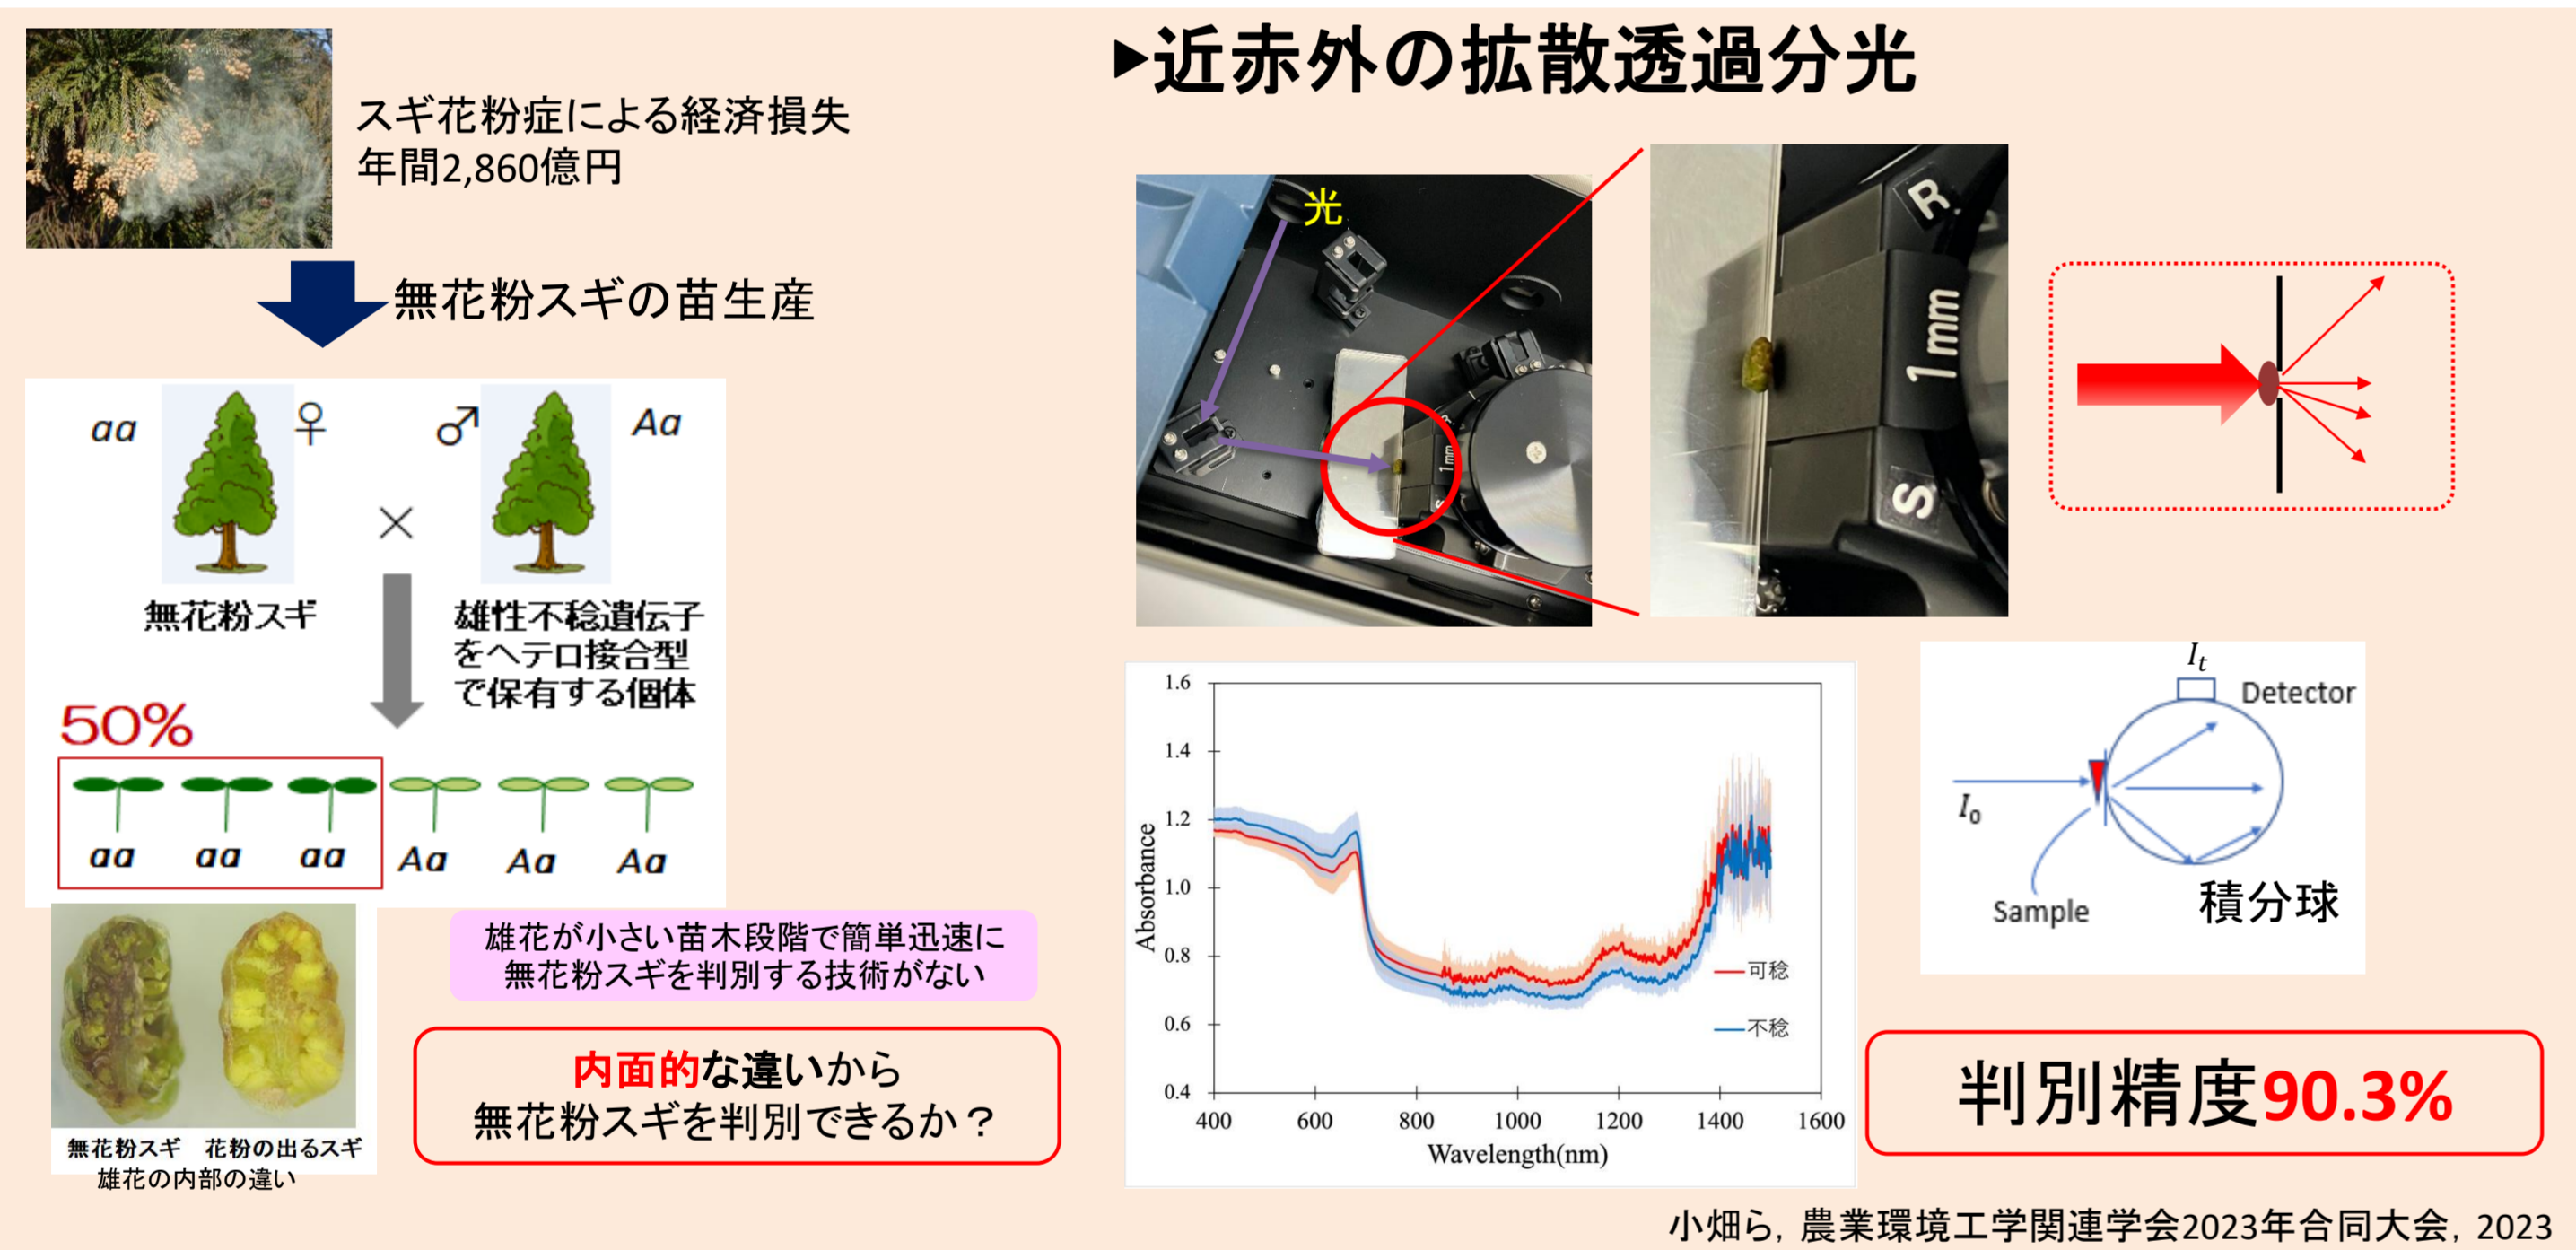 スギ花粉症による経済損失
年間2,860億円
無花粉スギの苗生産
aa ♀ ♂ Aa
×
無花粉スギ
雄性不稔遺伝子
をヘテロ接合型
で保有する個体
50%
aa aa aa Aa Aa Aa
無花粉スギ 花粉の出るスギ
雄花の内部の違い
雄花が小さい苗木段階で簡単迅速に
無花粉スギを判別する技術がない
内面的な違いから
無花粉スギを判別できるか？
▶近赤外の拡散透過分光
光
1mm
S
R
1mm
S
1.6
1.4
1.2
1.0
0.8
0.6
0.4
Absorbance
400 600 800 1000 1200 1400 1600
Wavelength(nm)
可稔
不稔
It
Detector
I0
Sample
積分球
判別精度90.3%
小畑ら, 農業環境工学関連学会2023年合同大会, 2023